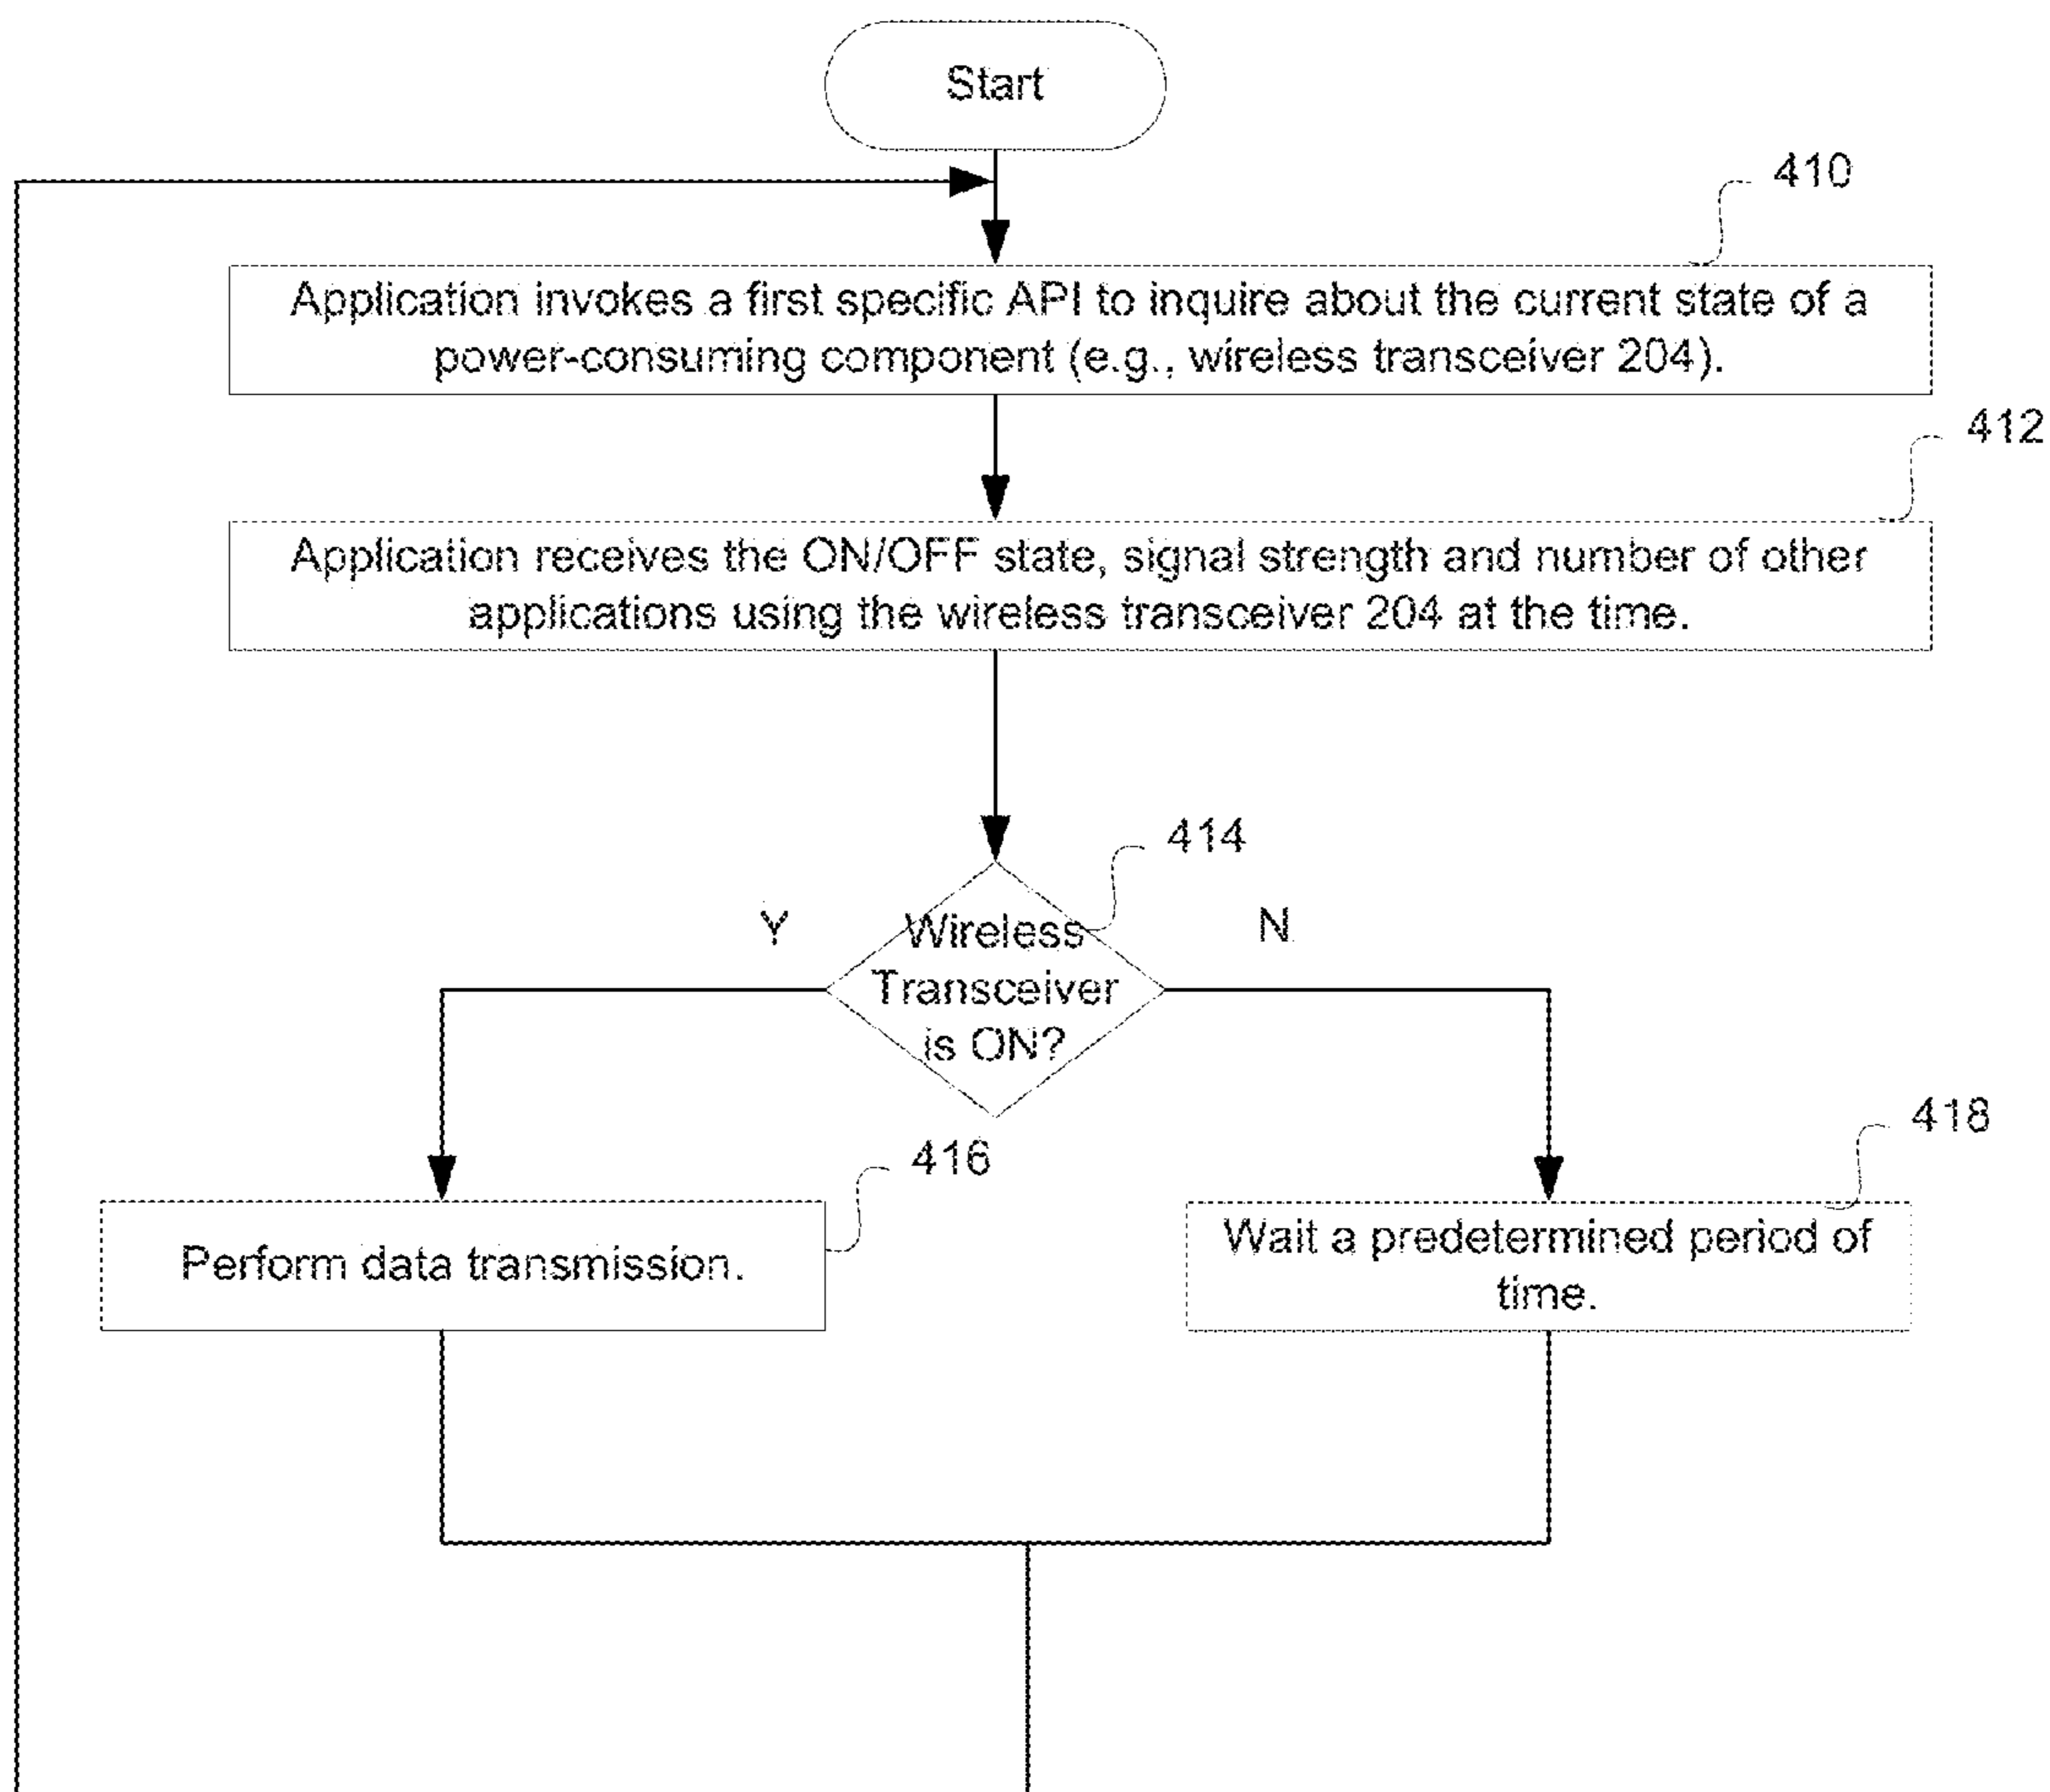 Start
410
Application invokes a first specific API to inquire about the current state of a
power-consuming component (e.g., wireless transceiver 204).
412
Application receives the ON/OFF state, signal strength and number of other
applications using the wireless transceiver 204 at the time.
414
Y
N
Wireless
Transceiver
is ON?
416
418
Perform data transmission.
Wait a predetermined period of
time.